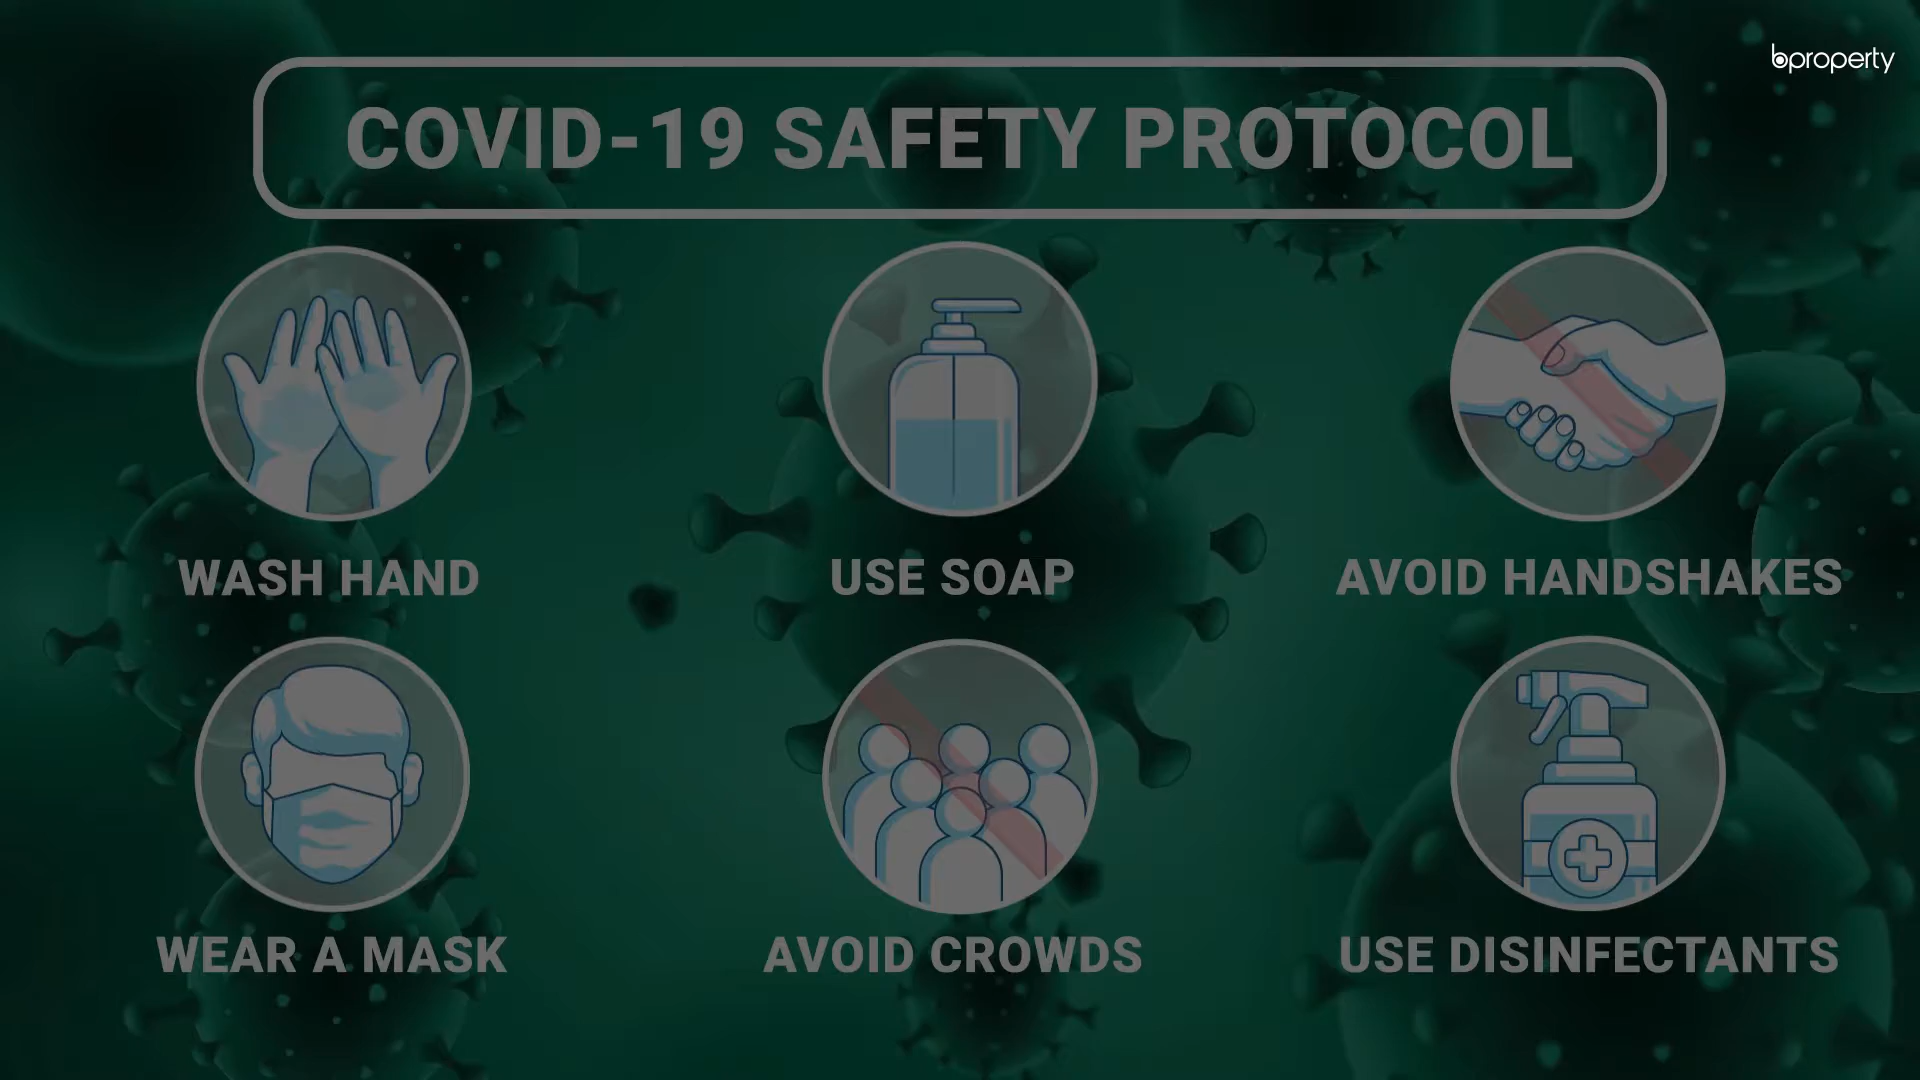 bproperty
COVID-19 SAFETY PROTOCOL
WASH HAND
USE SOAP
AVOID HANDSHAKES
WEAR A MASK
AVOID CROWDS
USE DISINFECTANTS